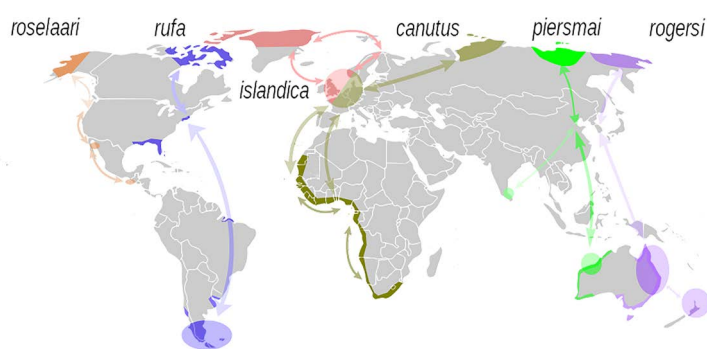 roselaari
rufa
islandica
canutus
piersmai
rogersi